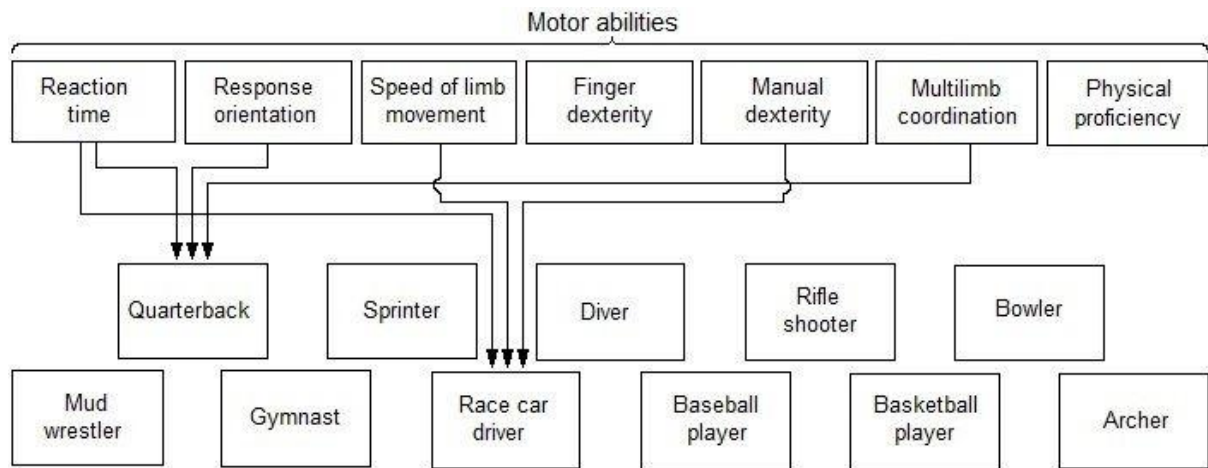 Motor abilities
Reaction
time
Response
orientation
Speed of limb
movement
Finger
dexterity
Manual
dexterity
Multilimb
coordination
Physical
proficiency
Quarterback
Sprinter
Diver
Rifle
shooter
Bowler
Mud
wrestler
Gymnast
Race car
driver
Baseball
player
Basketball
player
Archer